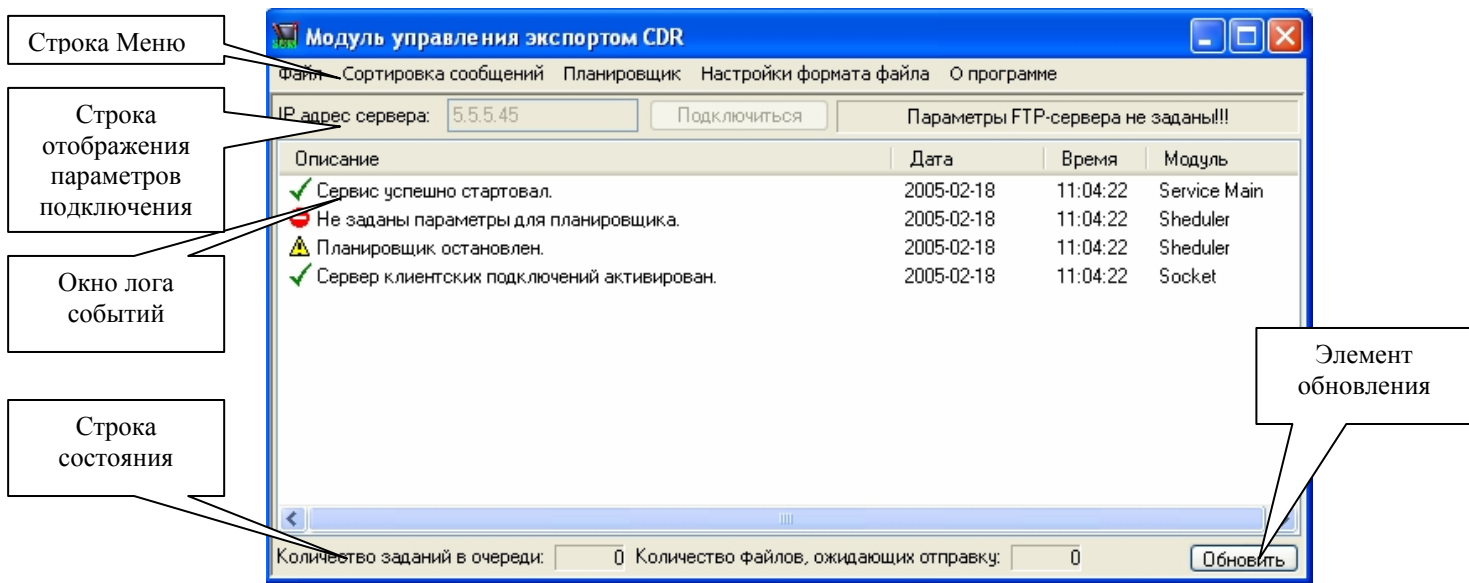 Строка Меню
Строка
отображения
параметров
подключения
Окно лога
событий
Строка
состояния
Модуль управления экспортом CDR
Файл Сортировка сообщений Планировщик Настройки формата файла О программе
IP адрес сервера: 5.5.5.45 Подключиться Параметры FTP-сервера не заданы!!!
Описание Дата Время Модуль
Сервис успешно стартовал. 2005-02-18 11:04:22 Service Main
Не заданы параметры для планировщика. 2005-02-18 11:04:22 Sheduler
Планировщик остановлен. 2005-02-18 11:04:22 Sheduler
Сервер клиентских подключений активирован. 2005-02-18 11:04:22 Socket
Количество заданий в очереди: 0 Количество файлов, ожидающих отправку: 0 Обновить
Элемент
обновления